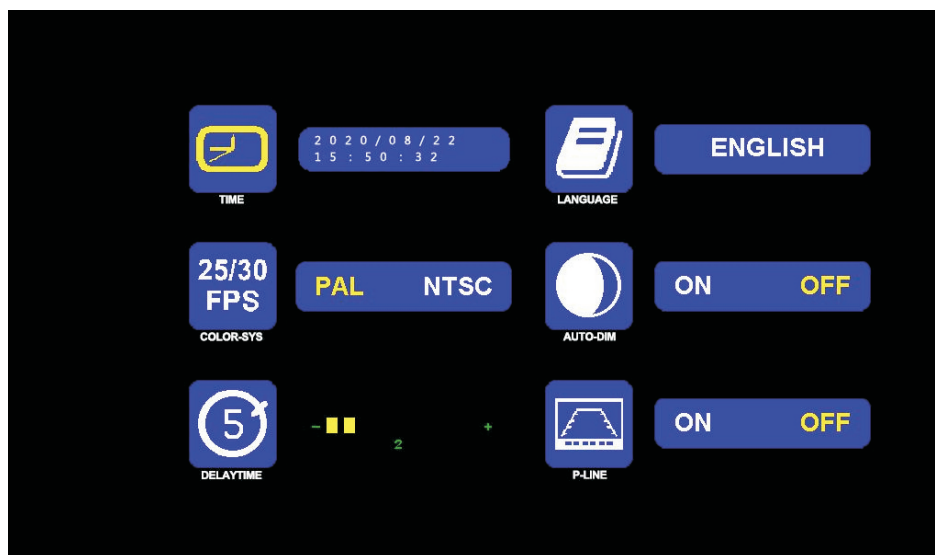 2020/08/22
15:50:32
TIME
ENGLISH
LANGUAGE
25/30
FPS
PAL NTSC
COLOR-SYS
ON OFF
AUTO-DIM
5
- +
2
DELAYTIME
ON OFF
P-LINE